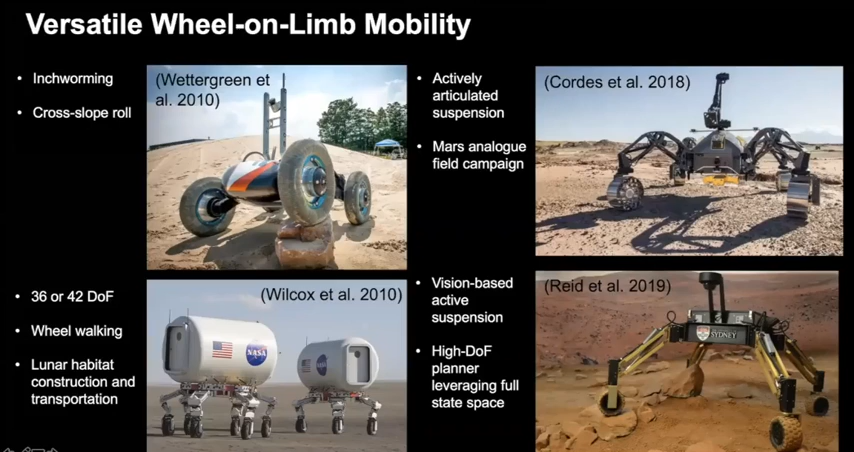 Versatile Wheel-on-Limb Mobility
• Inchworming
• Cross-slope roll
(Wettergreen et
al. 2010)
• Actively
articulated
suspension
• Mars analogue
field campaign
(Cordes et al. 2018)
• 36 or 42 DoF
• Wheel walking
• Lunar habitat
construction and
transportation
(Wilcox et al. 2010)
NASA
NASA
• Vision-based
active
suspension
• High-DoF
planner
leveraging full
state space
(Reid et al. 2019)
SYDNEY